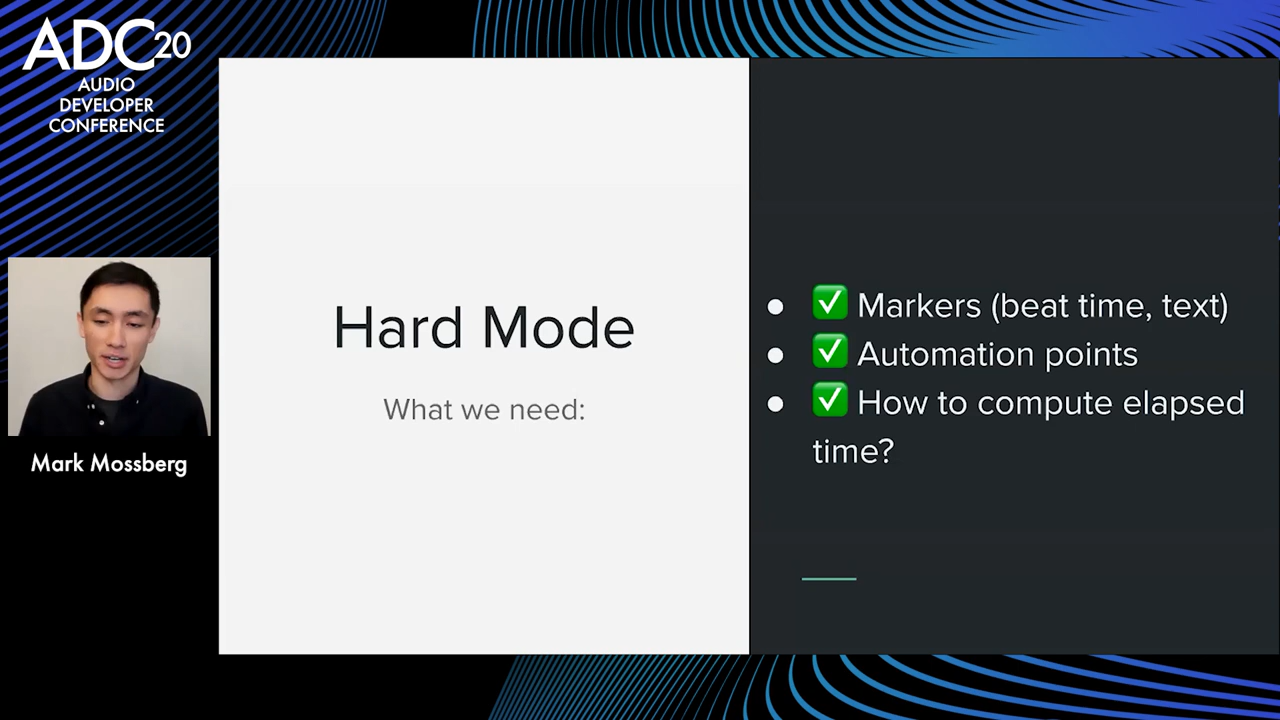 ADC20
AUDIO
DEVELOPER
CONFERENCE
Mark Mossberg
Hard Mode
What we need:
● ✅ Markers (beat time, text)
● ✅ Automation points
● ✅ How to compute elapsed
time?